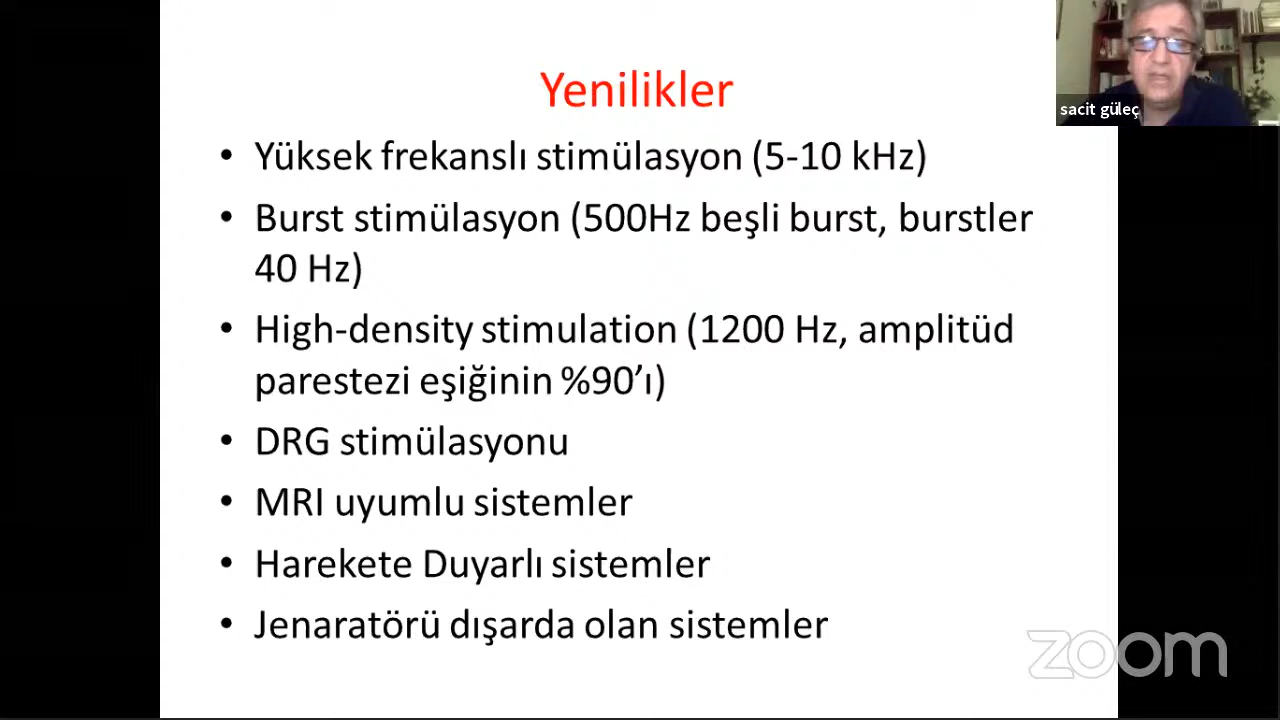 Yenilikler
sacit güleç
• Yüksek frekanslı stimülasyon (5-10 kHz)
• Burst stimülasyon (500Hz beşli burst, burstler
40 Hz)
• High-density stimulation (1200 Hz, amplitüd
parestezi eşiğinin %90’ı)
• DRG stimülasyonu
• MRI uyumlu sistemler
• Harekete Duyarlı sistemler
• Jenaratörü dışarda olan sistemler
zoom